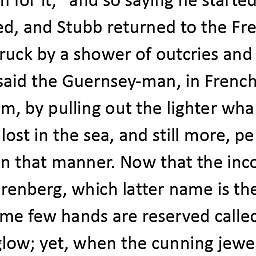 for it," and so saying he started
ed, and Stubb returned to the Fre
ruck by a shower of outcries and
said the Guernsey-man, in French
m, by pulling out the lighter wha
lost in the sea, and still more, pe
n that manner. Now that the inco
renberg, which latter name is the
me few hands are reserved called
glow; yet, when the cunning jewe